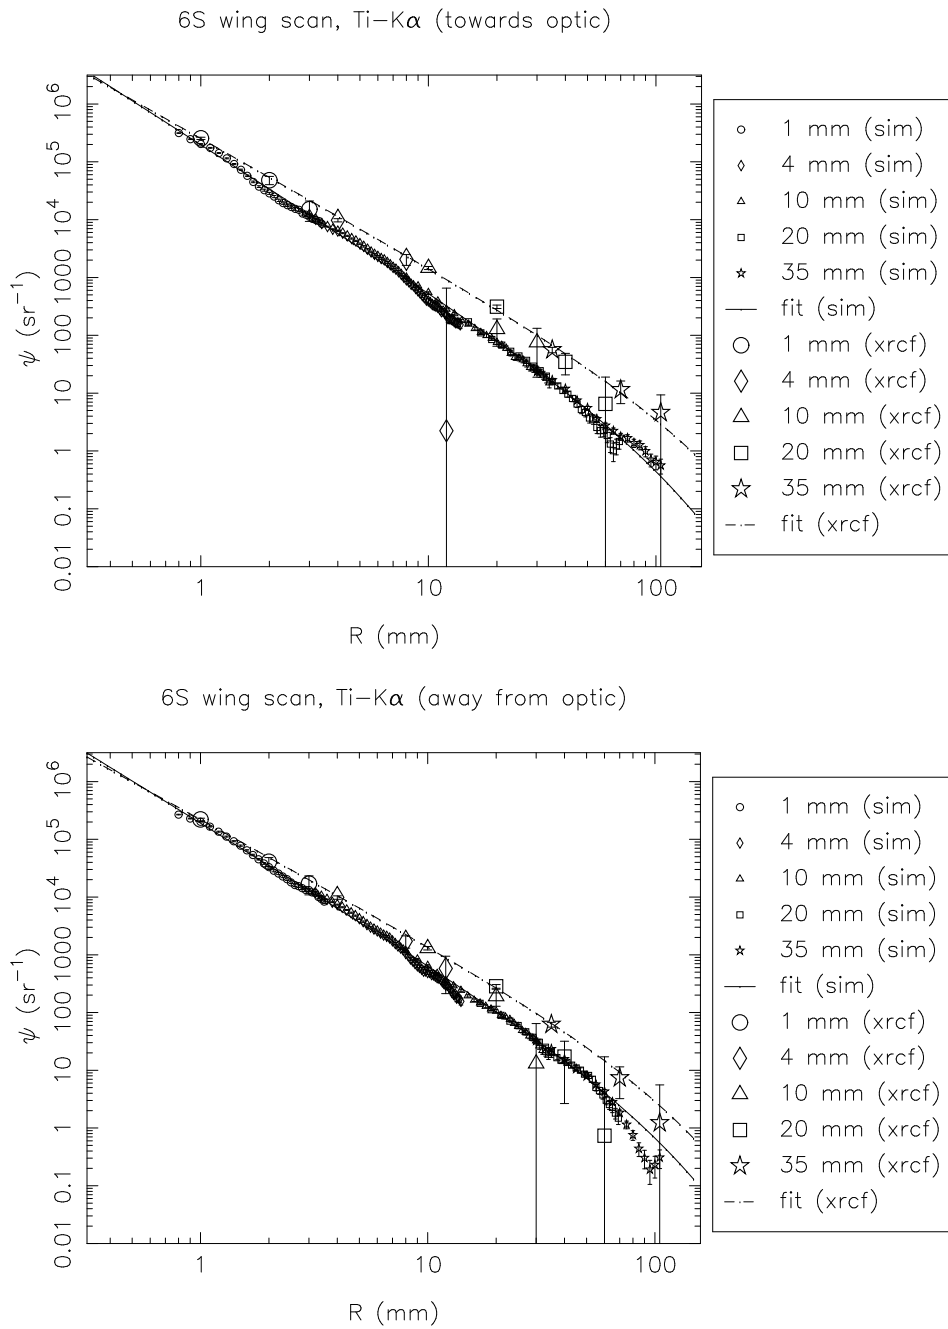 6S wing scan, Ti−Kα (towards optic)
ψ (sr⁻¹)
10⁶
10⁵
10⁴
1000
100
10
1
0.1
0.01
1 10 100
R (mm)
1 mm (sim)
4 mm (sim)
10 mm (sim)
20 mm (sim)
35 mm (sim)
fit (sim)
1 mm (xrcf)
4 mm (xrcf)
10 mm (xrcf)
20 mm (xrcf)
35 mm (xrcf)
fit (xrcf)
6S wing scan, Ti−Kα (away from optic)
ψ (sr⁻¹)
10⁶
10⁵
10⁴
1000
100
10
1
0.1
0.01
1 10 100
R (mm)
1 mm (sim)
4 mm (sim)
10 mm (sim)
20 mm (sim)
35 mm (sim)
fit (sim)
1 mm (xrcf)
4 mm (xrcf)
10 mm (xrcf)
20 mm (xrcf)
35 mm (xrcf)
fit (xrcf)